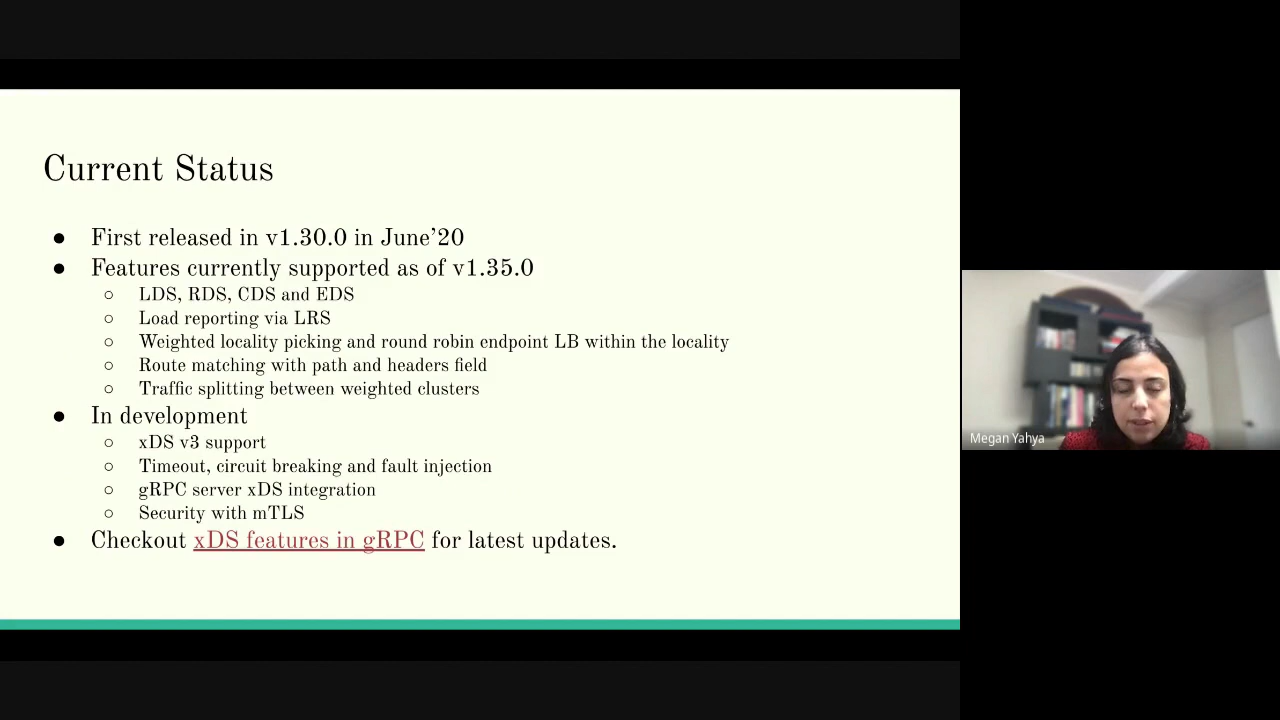 Current Status
● First released in v1.30.0 in June’20
● Features currently supported as of v1.35.0
○ LDS, RDS, CDS and EDS
○ Load reporting via LRS
○ Weighted locality picking and round robin endpoint LB within the locality
○ Route matching with path and headers field
○ Traffic splitting between weighted clusters
● In development
○ xDS v3 support
○ Timeout, circuit breaking and fault injection
○ gRPC server xDS integration
○ Security with mTLS
● Checkout xDS features in gRPC for latest updates.
Megan Yahya